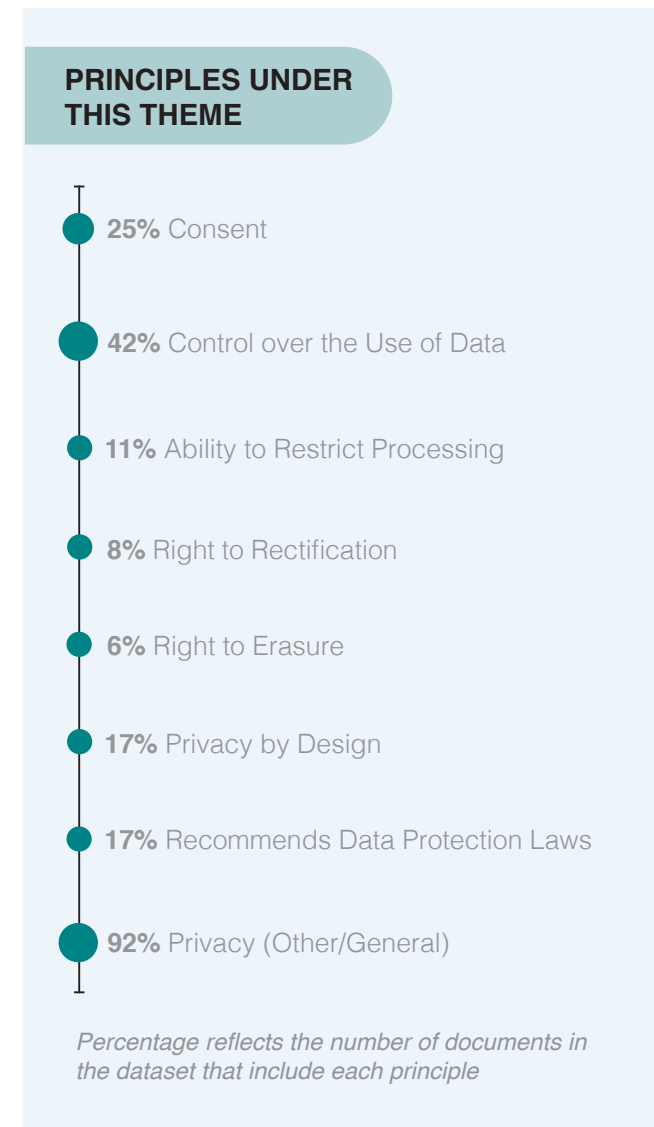 PRINCIPLES UNDER
THIS THEME
25% Consent
42% Control over the Use of Data
11% Ability to Restrict Processing
8% Right to Rectification
6% Right to Erasure
17% Privacy by Design
17% Recommends Data Protection Laws
92% Privacy (Other/General)
Percentage reflects the number of documents in
the dataset that include each principle